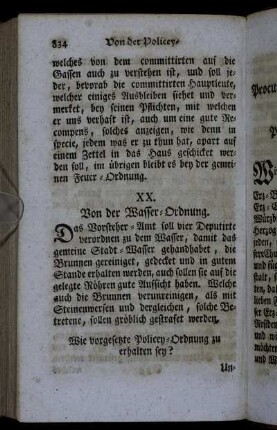 834 Von der Policey-
welches von dem committirten auf die
Gassen auch zu verstehen ist, und soll je-
der, bevorab die committirten Hauptleute,
welcher einiges Ausbleiben siehet und ver-
mercket, bey seinen Pflichten, mit welchen
er uns verhaft ist, auch um eine gute Re-
compens, solches anzeigen, wie denn in
specie, jedem was er zu thun hat, apart auf
einem Zettel in das Haus geschicket wer-
den soll, im übrigen bleibt es bey der gemei-
nen Feuer-Ordnung.
XX.
Von der Wasser-Ordnung.
Das Vorsteher-Amt soll vier Deputirte
verordnen zu dem Wasser, damit das
gemeine Stadt-Wasser gehandhabet, die
Brunnen gereiniget, gedecket und in gutem
Stande erhalten werden, auch sollen sie auf die
gelegte Röhren gute Aufsicht haben. Welche
auch die Brunnen verunreinigen, als mit
Steinenwerfen und dergleichen, solche Be-
tretene, sollen gröblich gestrafet werden.
Wie vorgesetzte Policey-Ordnung zu
erhalten sey?
Un-